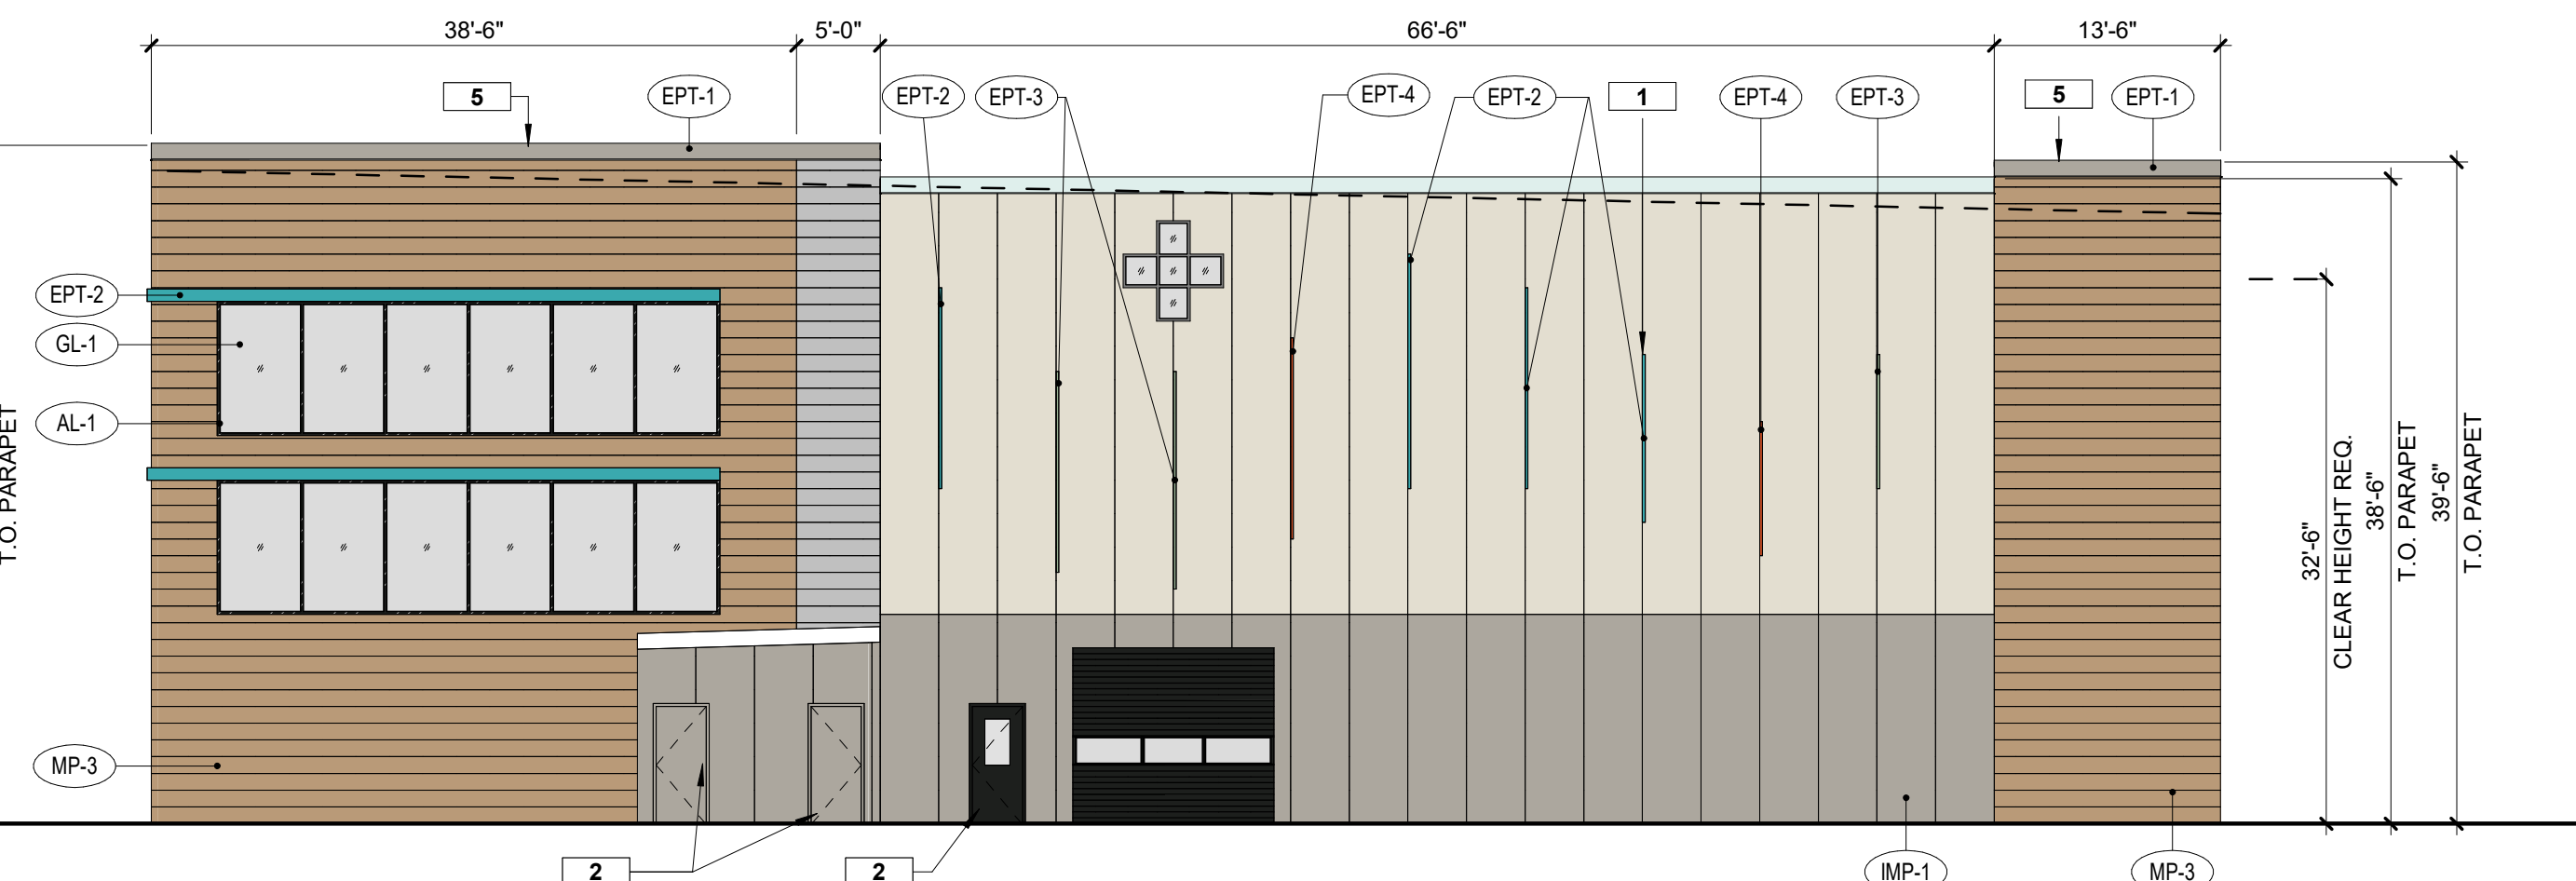 38'-6"
5'-0"
66'-6"
13'-6"
5
EPT-1
EPT-2
EPT-3
EPT-4
EPT-2
1
EPT-4
EPT-3
5
EPT-1
EPT-2
GL-1
AL-1
MP-3
T.O. PARAPET
32'-6"
CLEAR HEIGHT REQ.
38'-6"
T.O. PARAPET
39'-6"
T.O. PARAPET
2
2
IMP-1
MP-3